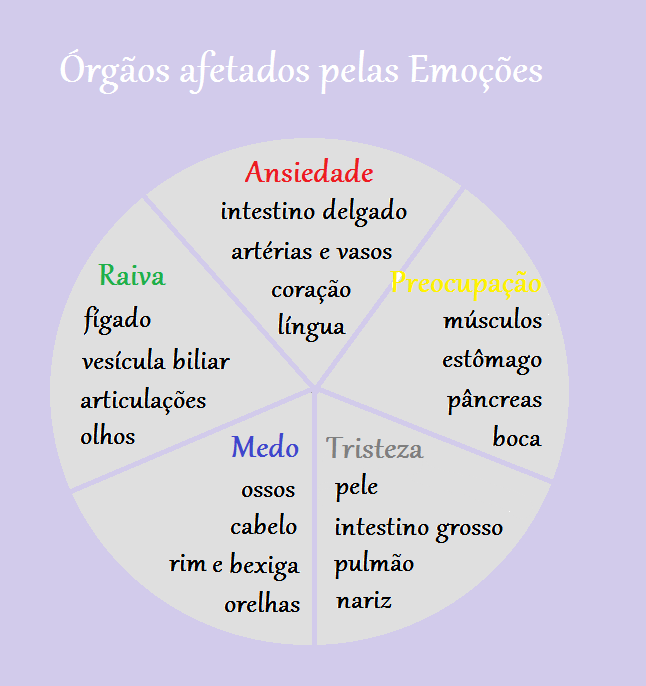 Órgãos afetados pelas Emoções
Ansiedade
intestino delgado
artérias e vasos
coração
língua
Preocupação
músculos
estômago
pâncreas
boca
Tristeza
pele
intestino grosso
pulmão
nariz
Medo
ossos
cabelo
rim e bexiga
orelhas
Raiva
fígado
vesícula biliar
articulações
olhos